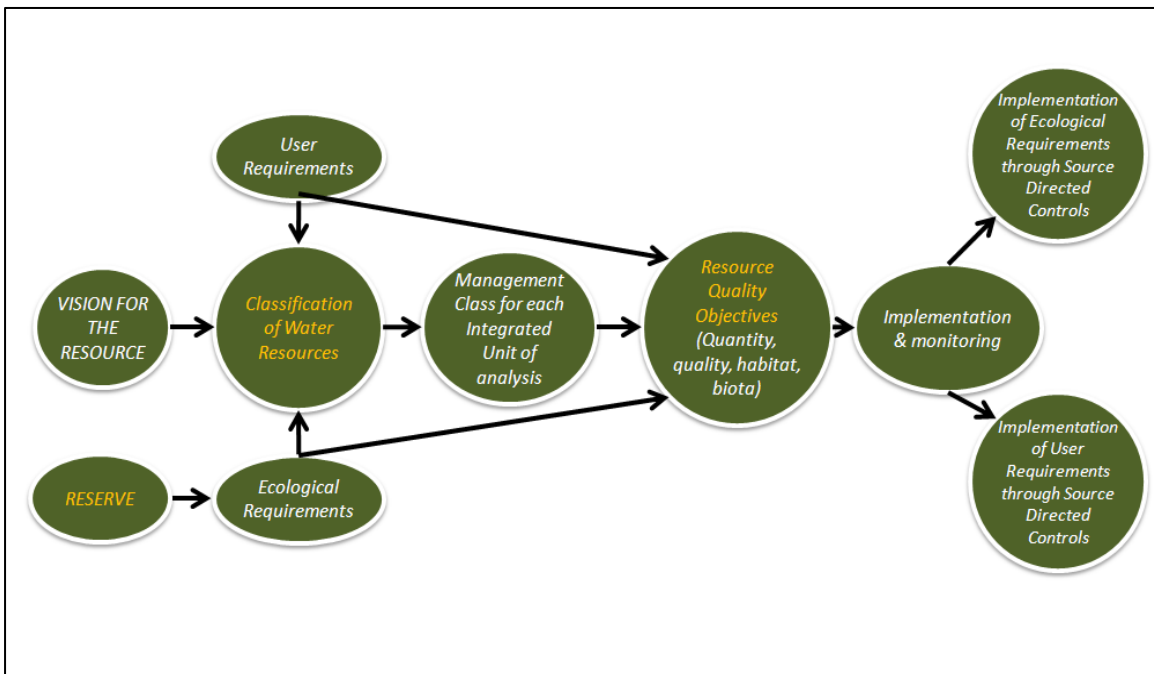 User
Requirements
VISION FOR
THE
RESOURCE
Classification
of Water
Resources
Management
Class for each
Integrated
Unit of
analysis
Resource
Quality
Objectives
(Quantity,
quality, habitat,
biota)
Implementation
& monitoring
Implementation
of Ecological
Requirements
through Source
Directed
Controls
RESERVE
Ecological
Requirements
Implementation
of User
Requirements
through Source
Directed
Controls